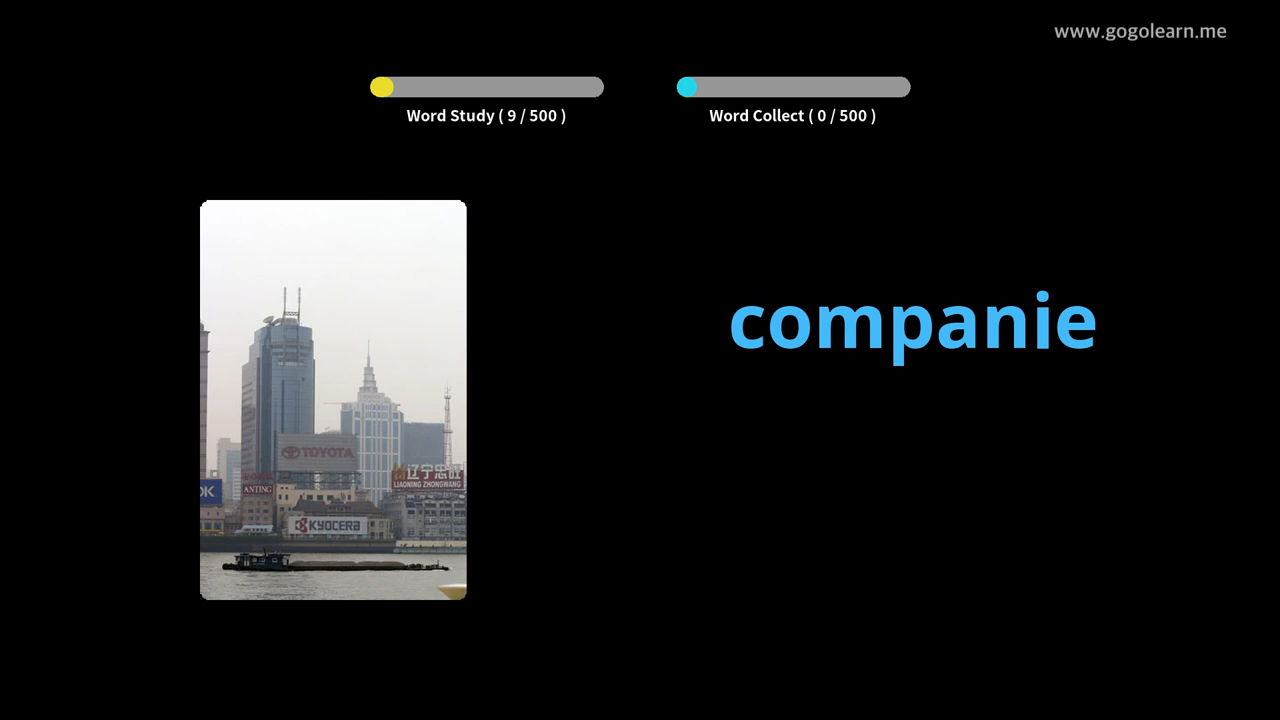 www.gogolearn.me
Word Study ( 9 / 500 )
Word Collect ( 0 / 500 )
companie
TOYOTA
辽宁忠旺
LIAONING ZHONGWANG
OK
ANTING
KYOCERA